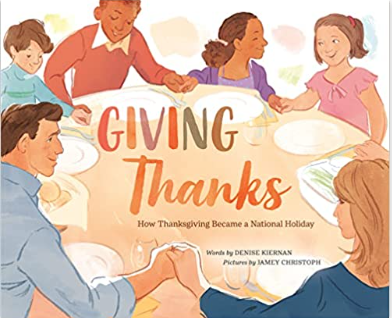 GIVING
Thanks
How Thanksgiving Became a National Holiday
Words by DENISE KIERNAN
Pictures by JAMEY CHRISTOPH